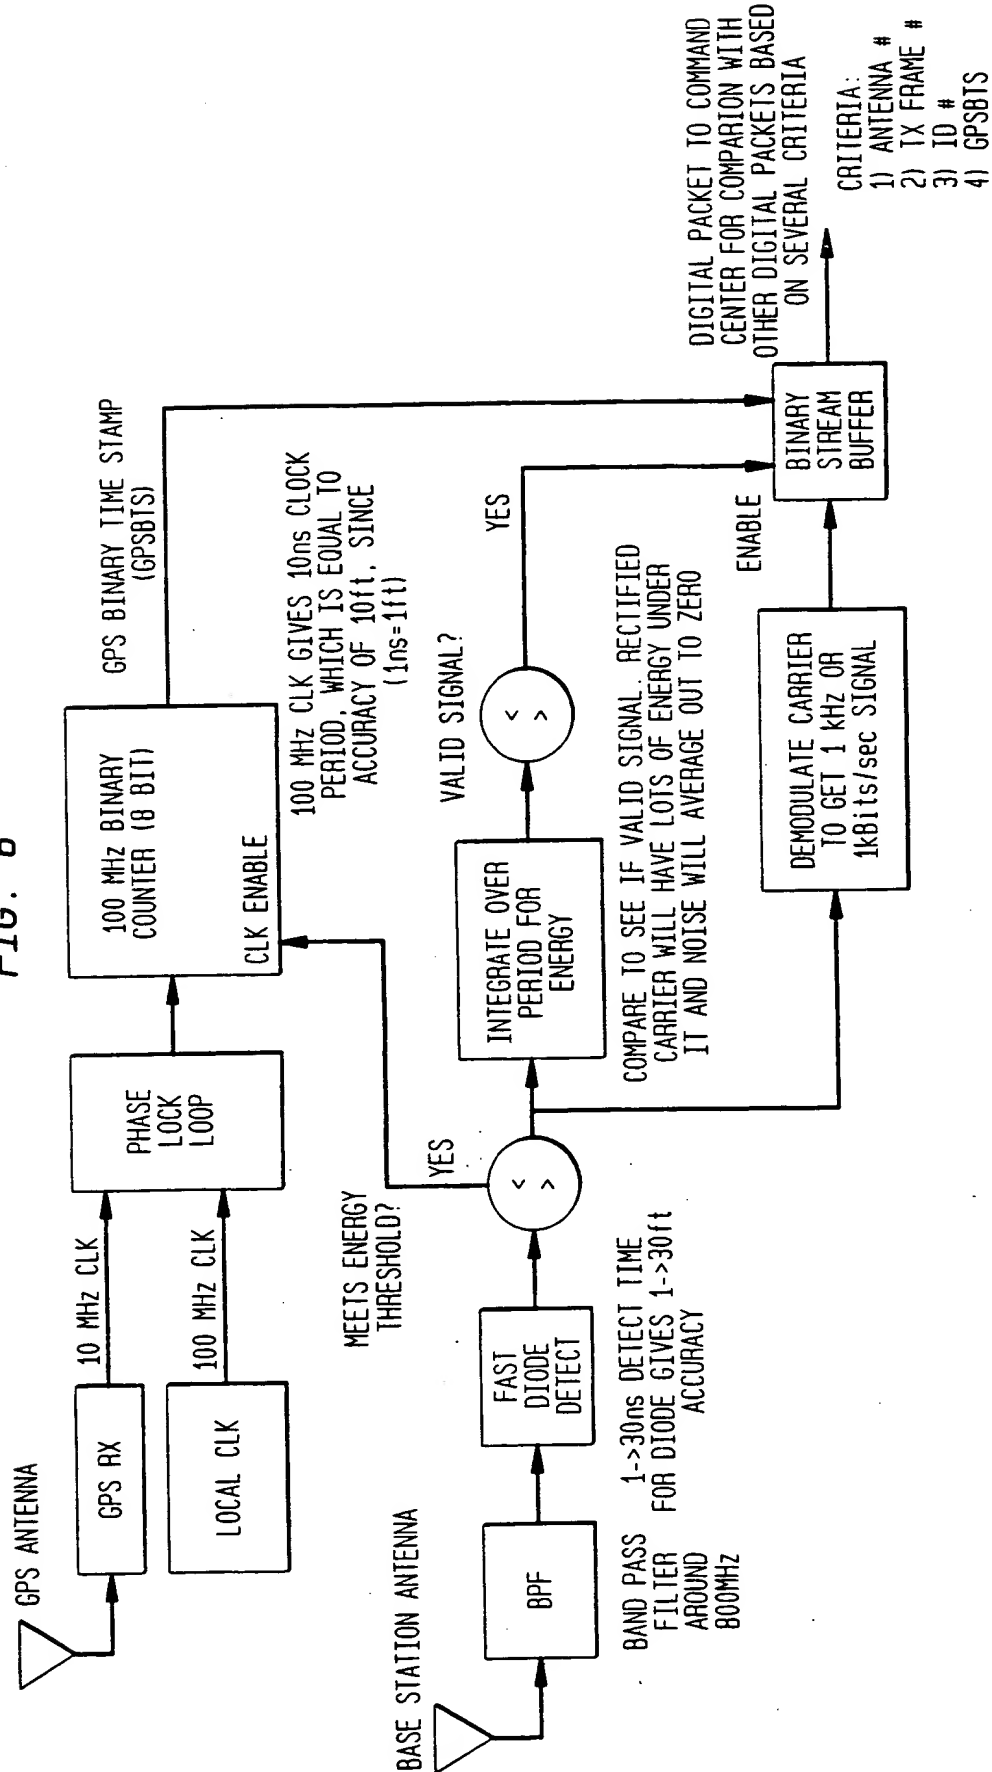 FIG. 6
GPS ANTENNA
GPS RX
10 MHz CLK
LOCAL CLK
100 MHz CLK
PHASE
LOCK
LOOP
100 MHz BINARY
COUNTER (8 BIT)
CLK ENABLE
GPS BINARY TIME STAMP
(GPSBTS)
100 MHz CLK GIVES 10ns CLOCK
PERIOD, WHICH IS EQUAL TO
ACCURACY OF 10ft. SINCE
(1ns=1ft)
BASE STATION ANTENNA
BPF
BAND PASS
FILTER
AROUND
800MHz
FAST
DIODE
DETECT
1->30ns DETECT TIME
FOR DIODE GIVES 1->30ft
ACCURACY
MEETS ENERGY
THRESHOLD?
YES
< >
INTEGRATE OVER
PERIOD FOR
ENERGY
VALID SIGNAL?
< >
YES
COMPARE TO SEE IF VALID SIGNAL. RECTIFIED
CARRIER WILL HAVE LOTS OF ENERGY UNDER
IT AND NOISE WILL AVERAGE OUT TO ZERO
DEMODULATE CARRIER
TO GET 1 kHz OR
1kBits/sec SIGNAL
ENABLE
BINARY
STREAM
BUFFER
DIGITAL PACKET TO COMMAND
CENTER FOR COMPARION WITH
OTHER DIGITAL PACKETS BASED
ON SEVERAL CRITERIA
CRITERIA:
1) ANTENNA #
2) TX FRAME #
3) ID #
4) GPSBTS